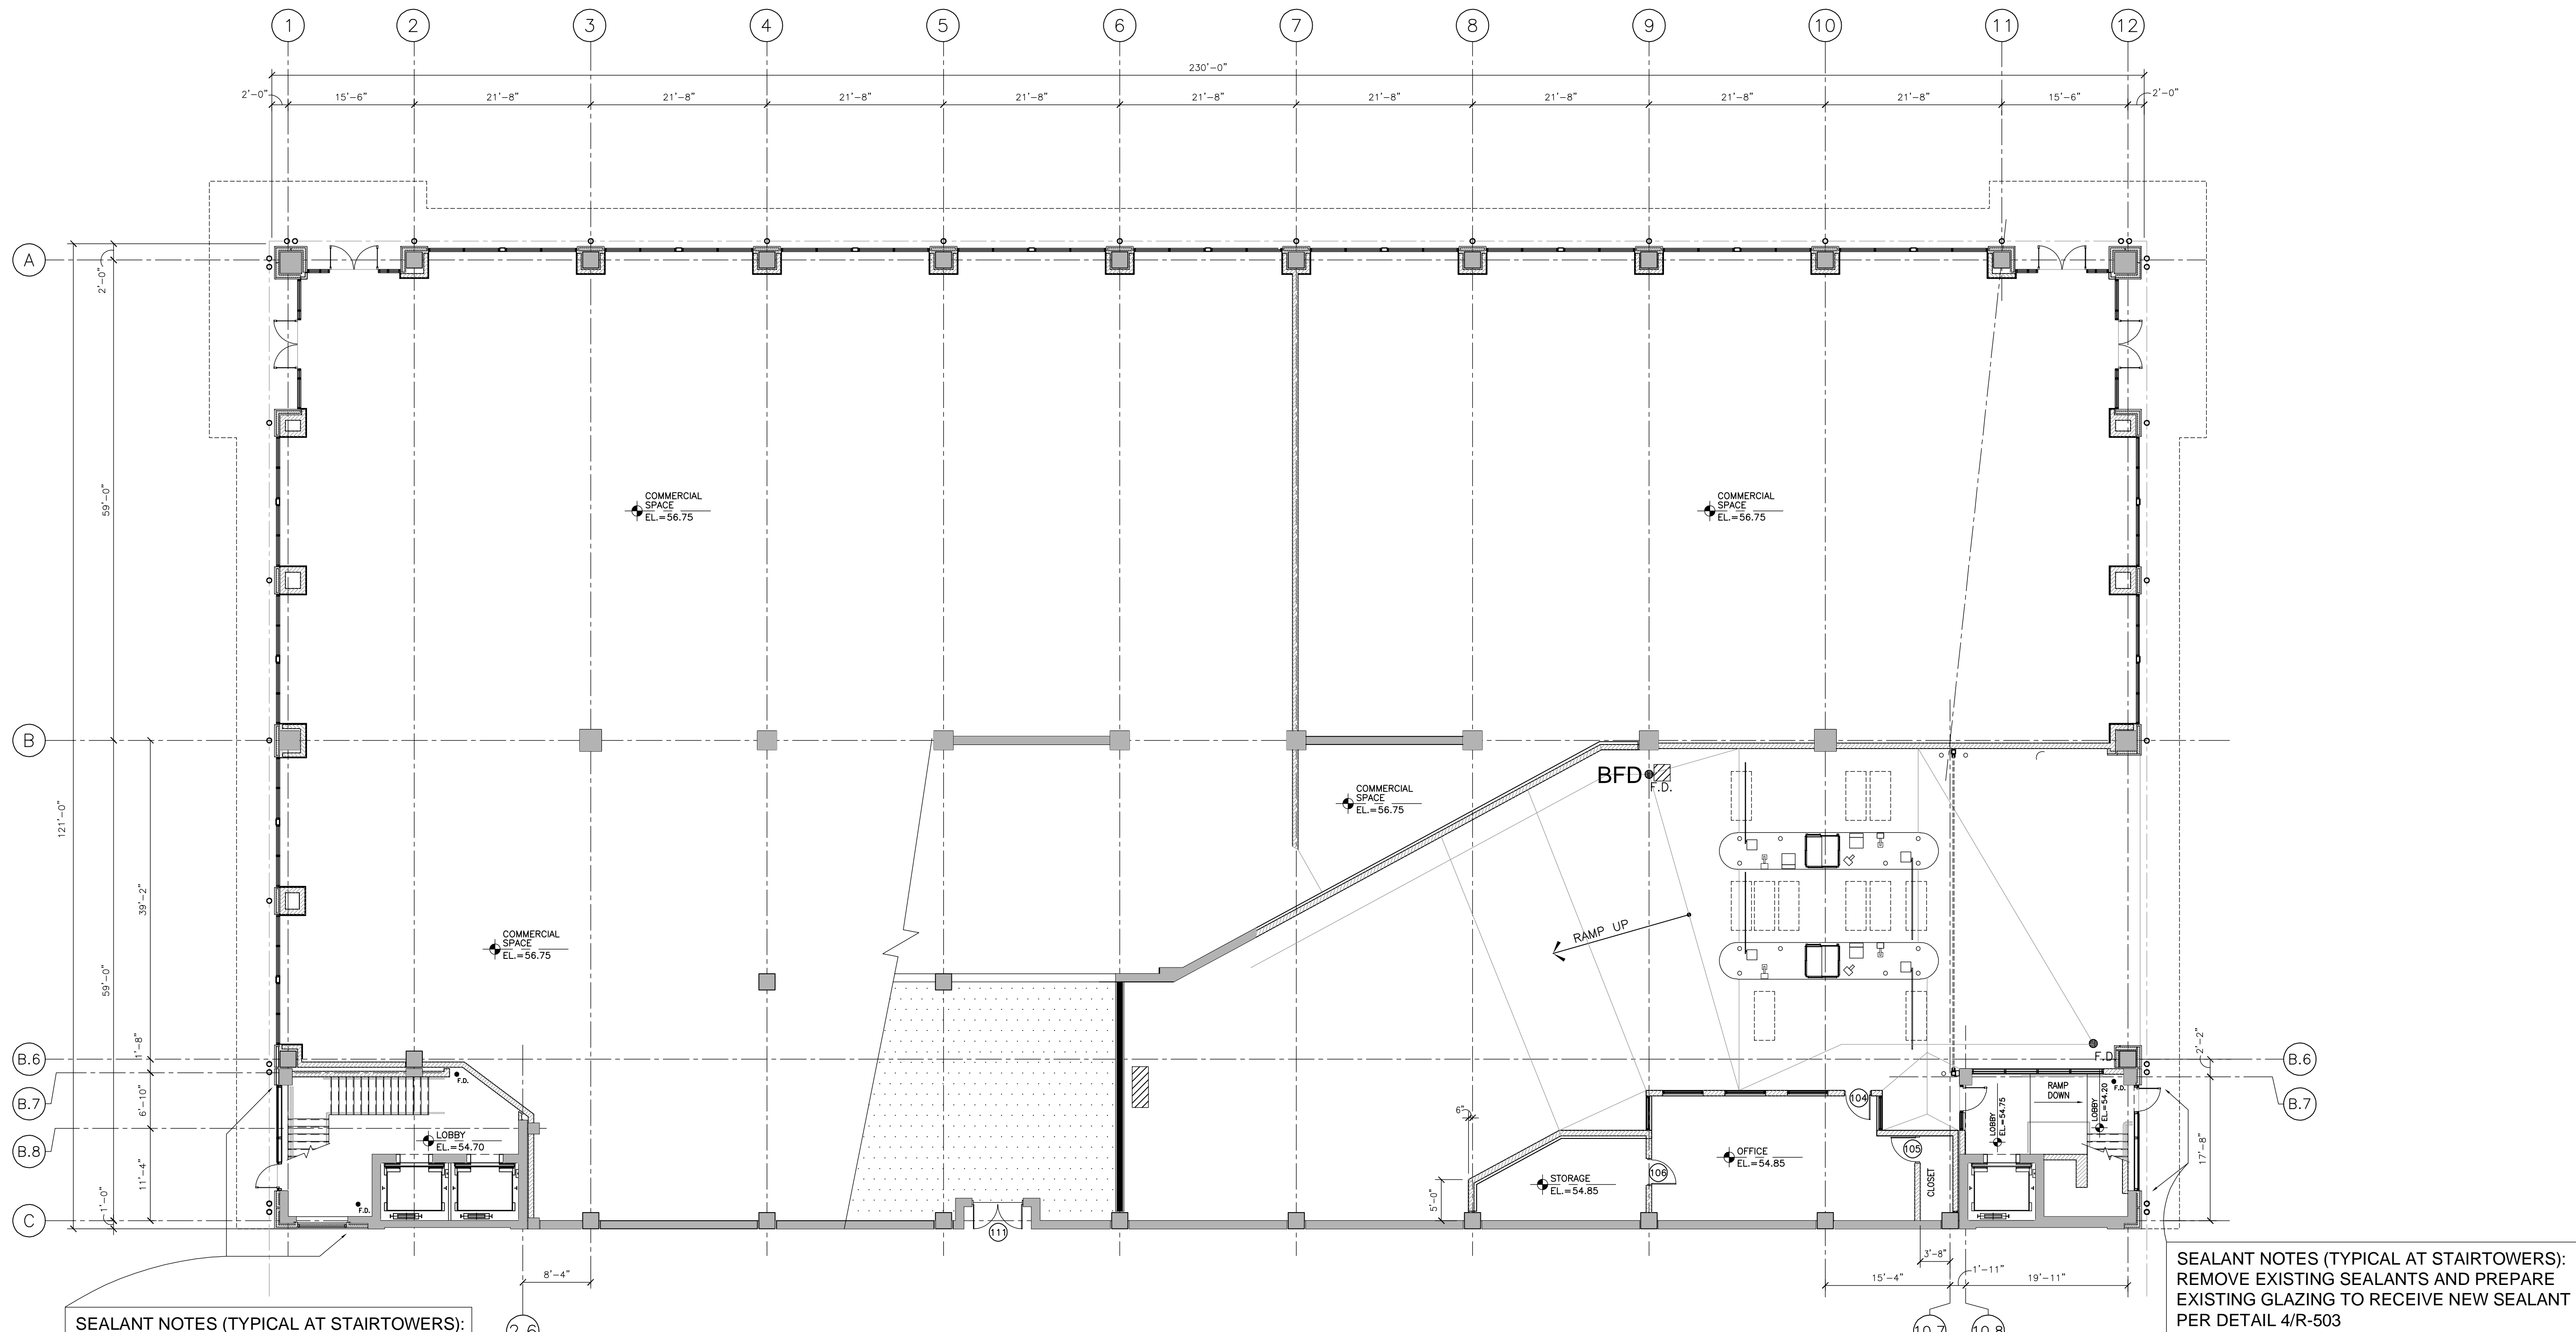 1 2 3 4 5 6 7 8 9 10 11 12
230'-0"
2'-0" 15'-6" 21'-8" 21'-8" 21'-8" 21'-8" 21'-8" 21'-8" 21'-8" 21'-8" 21'-8" 15'-6" 2'-0"
A
2'-0"
59'-0"
COMMERCIAL
SPACE
EL.=56.75
COMMERCIAL
SPACE
EL.=56.75
B
121'-0"
39'-2"
59'-0"
BFD
F.D.
COMMERCIAL
SPACE
EL.=56.75
COMMERCIAL
SPACE
EL.=56.75
RAMP UP
B.6
1'-8"
F.D.
2'-2"
B.6
B.7
6'-10"
F.D.
6"
104
RAMP
DOWN
F.D.
LOBBY
EL.=54.75
LOBBY
EL.=54.20
B.7
B.8
LOBBY
EL.=54.70
OFFICE
EL.=54.85
105
17'-8"
11'-4"
106
STORAGE
EL.=54.85
CLOSET
5'-0"
F.D.
C
1'-0"
111
8'-4"
3'-8"
15'-4"
1'-11"
19'-11"
2.6
10.7
10.8
SEALANT NOTES (TYPICAL AT STAIRTOWERS):
SEALANT NOTES (TYPICAL AT STAIRTOWERS):
REMOVE EXISTING SEALANTS AND PREPARE
EXISTING GLAZING TO RECEIVE NEW SEALANT
PER DETAIL 4/R-503